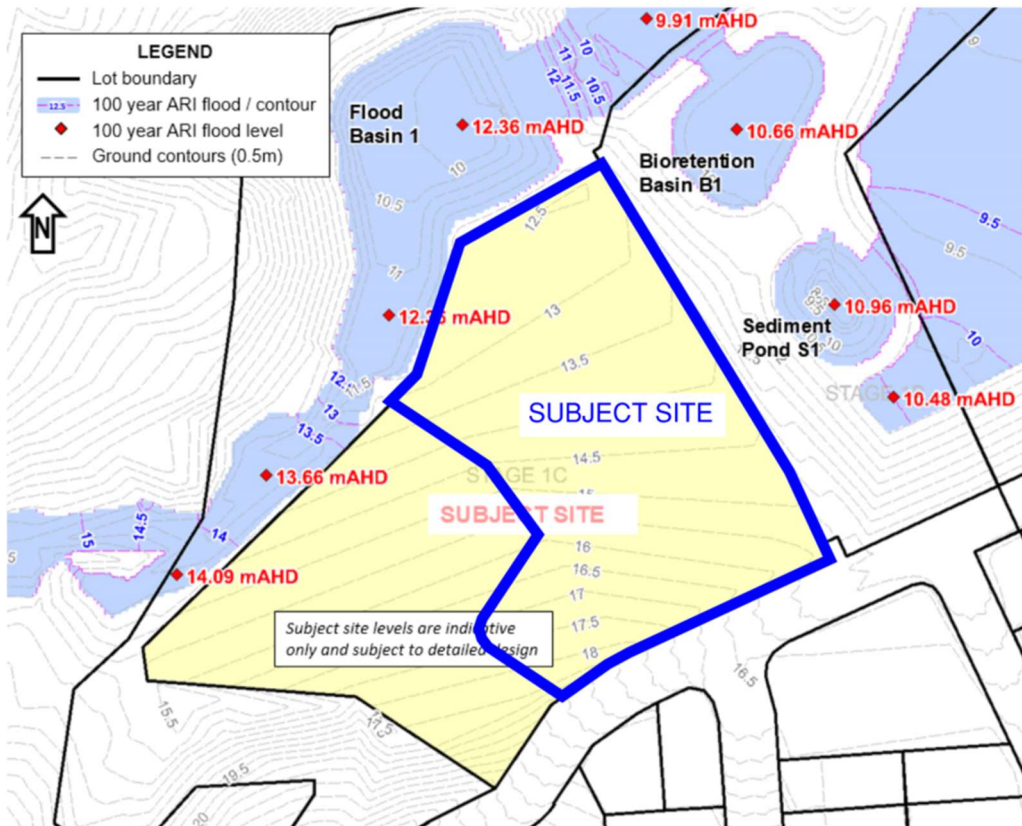 LEGEND
Lot boundary
12.5
100 year ARI flood / contour
100 year ARI flood level
Ground contours (0.5m)
N
Flood
Basin 1
12.36 mAHD
9.91 mAHD
10
11
11.5
10.5
12
10.66 mAHD
Bioretention
Basin B1
10
10.5
11
12.5
9
9.5
9.5
10.96 mAHD
Sediment
Pond S1
10
10
10.48 mAHD
mAHD
13
13.5
11.5
13
13.5
SUBJECT SITE
14.5
STAGE 1C
13.66 mAHD
SUBJECT SITE
15
14.5
14
14.09 mAHD
16
16.5
17
17.5
18
Subject site levels are indicative
only and subject to detailed design
16.5
15.5
19.5
20